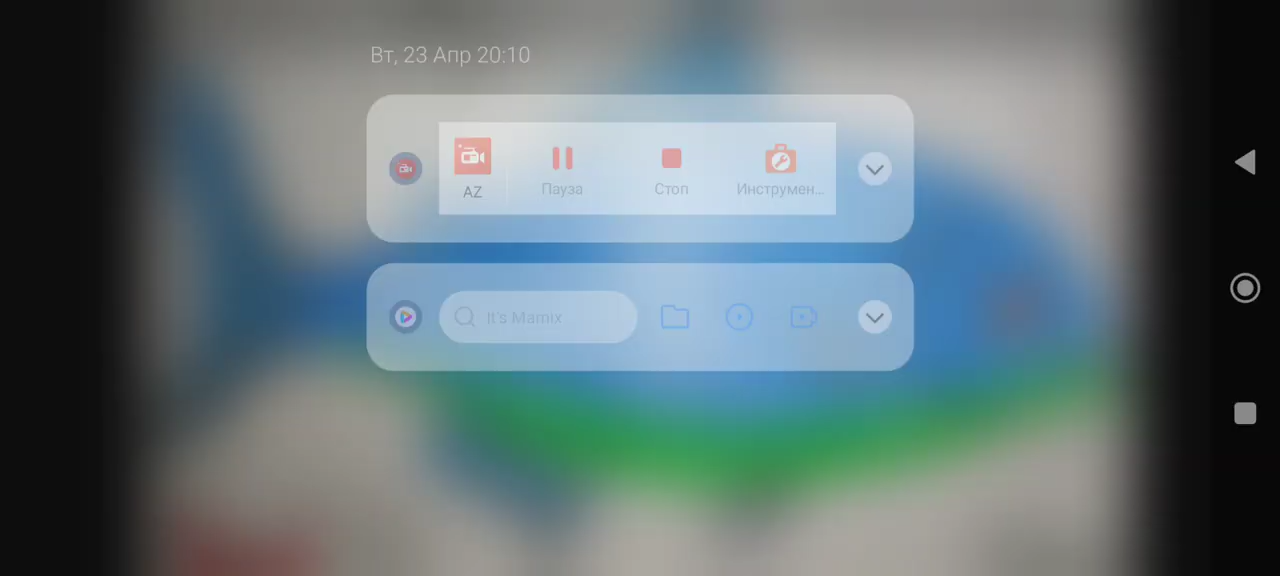 Вт, 23 Апр 20:10
AZ
Пауза
Стоп
Инструмен...
It's Mamix